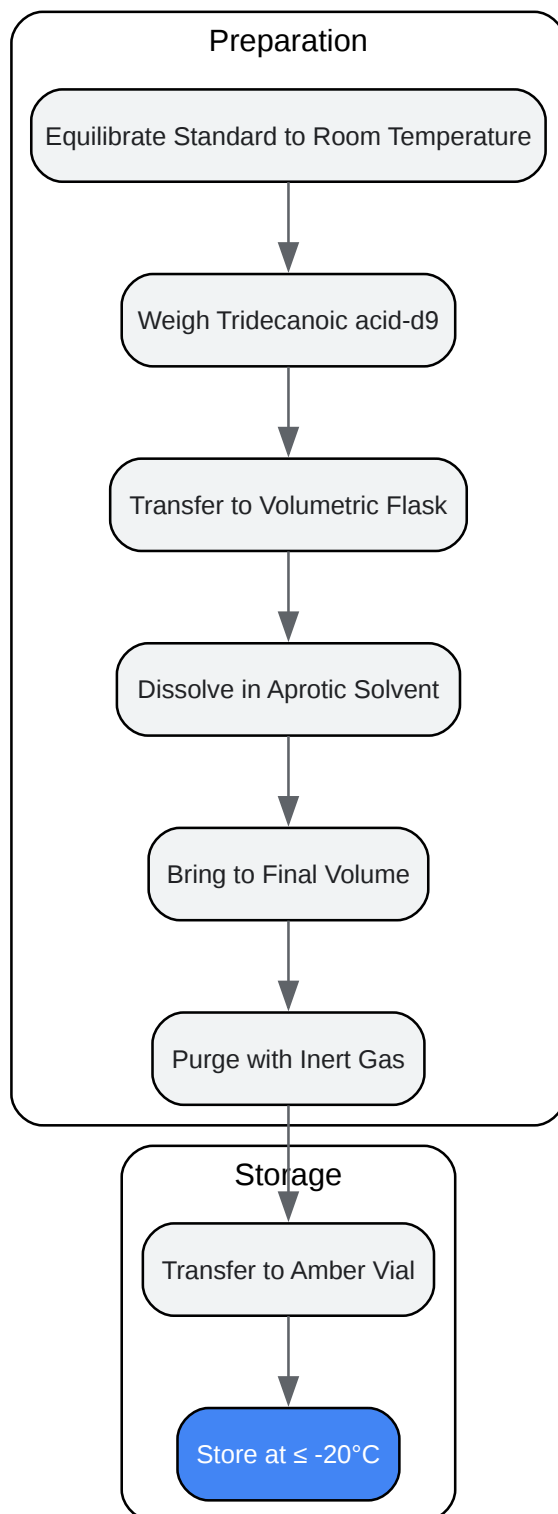 Preparation
Equilibrate Standard to Room Temperature
Weigh Tridecanoic acid-d9
Transfer to Volumetric Flask
Dissolve in Aprotic Solvent
Bring to Final Volume
Purge with Inert Gas
Storage
Transfer to Amber Vial
Store at ≤ -20°C